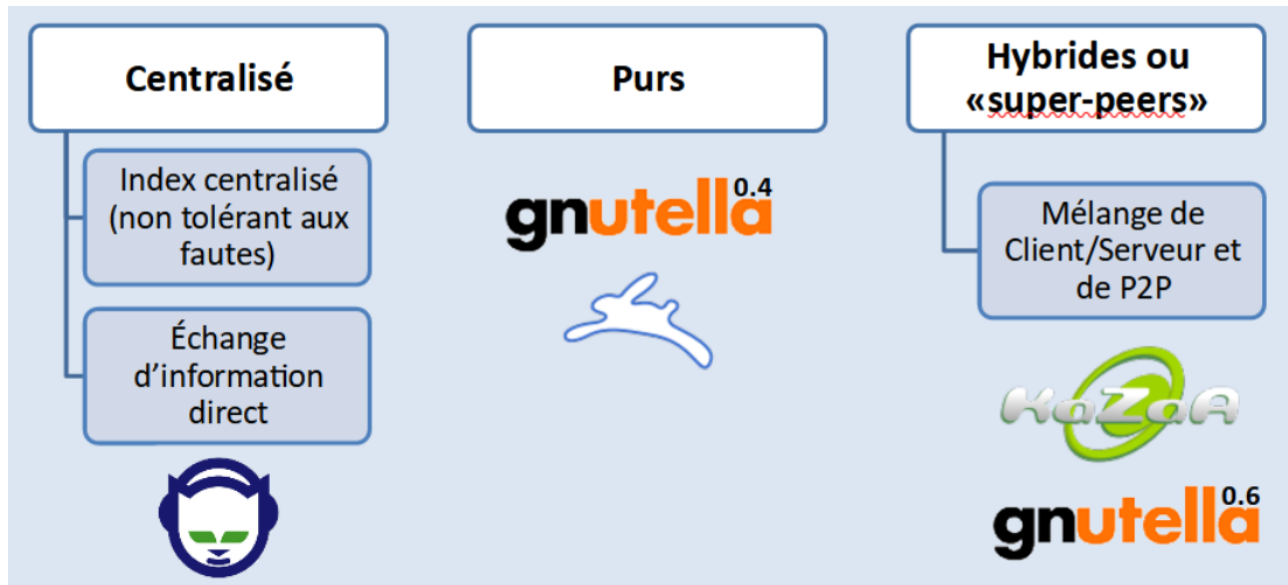 Centralisé
Index centralisé
(non tolérant aux
fautes)
Échange
d’information
direct
Purs
gnutella 0.4
Hybrides ou
«super-peers»
Mélange de
Client/Serveur et
de P2P
KaZaA
gnutella 0.6